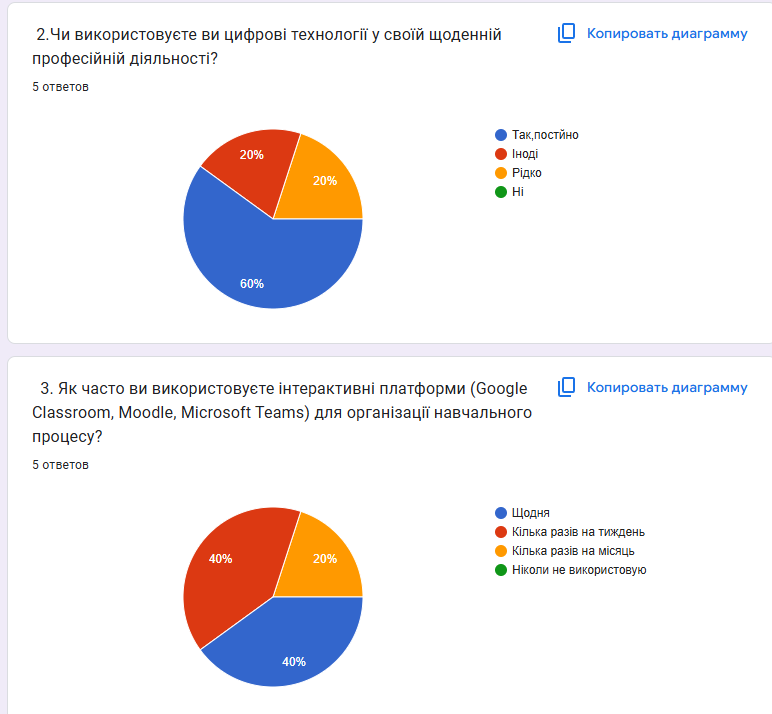 2.Чи використовуєте ви цифрові технології у своїй щоденній
професійній діяльності?
Копировать диаграмму
5 ответов
20%
20%
60%
Так,постйно
Іноді
Рідко
Ні
3. Як часто ви використовуєте інтерактивні платформи (Google
Classroom, Moodle, Microsoft Teams) для організації навчального
процесу?
Копировать диаграмму
5 ответов
40%
20%
40%
Щодня
Кілька разів на тиждень
Кілька разів на місяць
Ніколи не використовую